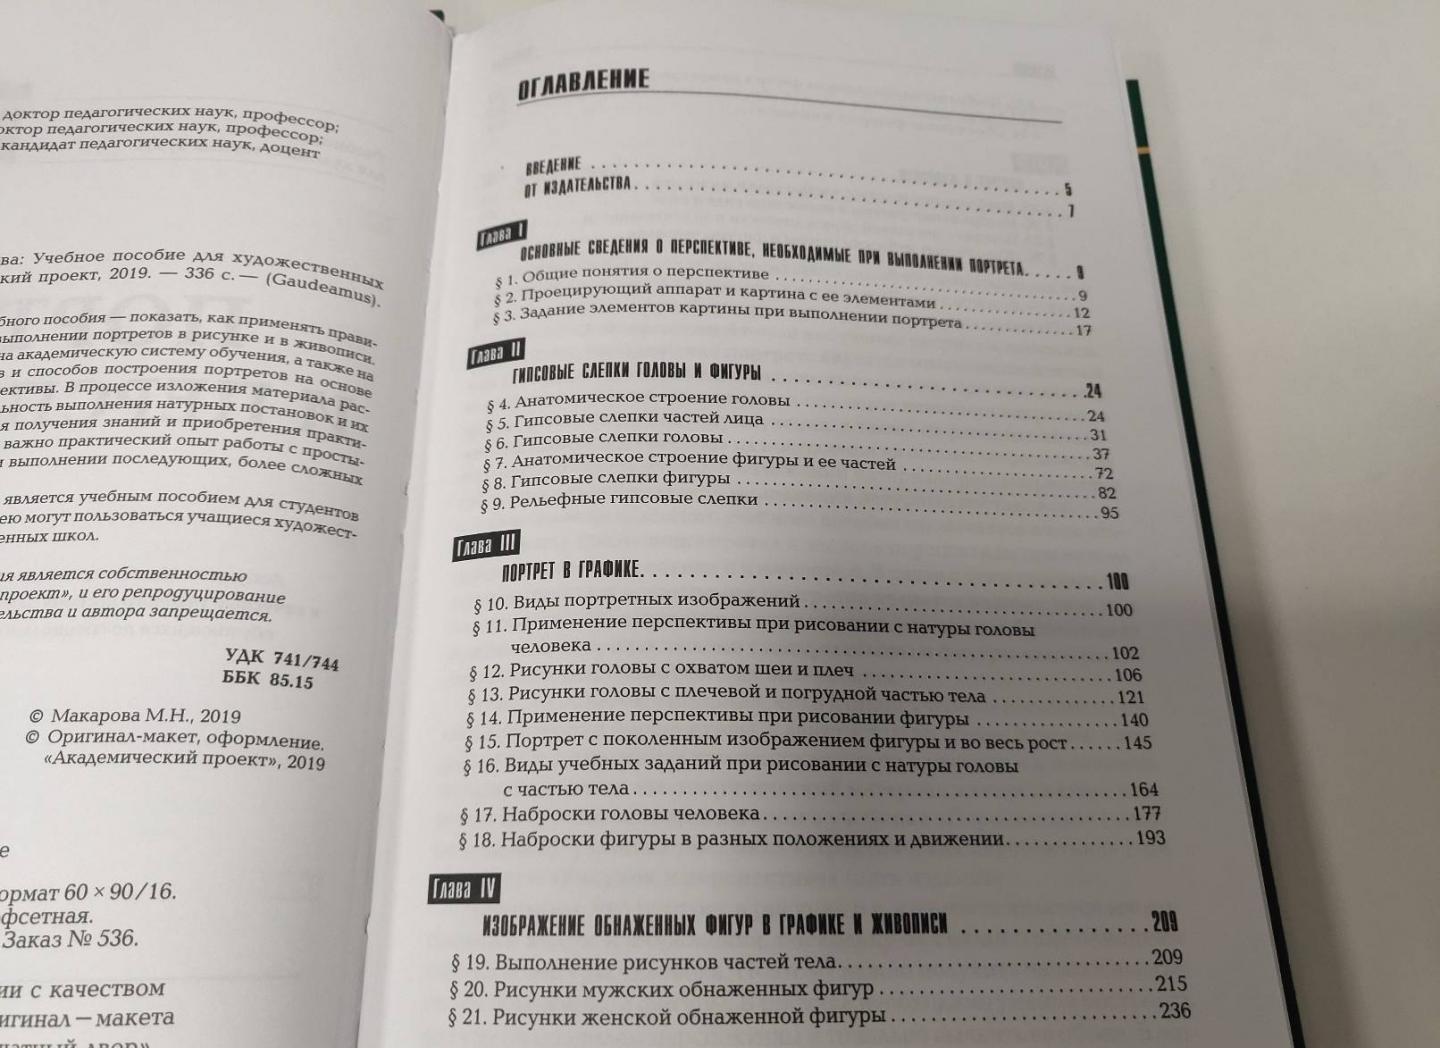 доктор педагогических наук, профессор;
доктор педагогических наук, профессор;
кандидат педагогических наук, доцент
Учебное пособие для художественных
проект, 2019. — 336 с. — (Gaudeamus).
пособия — показать, как применять прави-
выполнении портретов в рисунке и в живописи.
на академическую систему обучения, а также на
и способов построения портретов на основе
В процессе изложения материала рас-
выполнения натурных постановок и их
получения знаний и приобретения практи-
важно практический опыт работы с просты-
выполнении последующих, более сложных
является учебным пособием для студентов
могут пользоваться учащиеся художест-
школ.
является собственностью
проект», и его репродуцирование
и автора запрещается.
УДК 741/744
ББК 85.15
© Макарова М.Н., 2019
© Оригинал-макет, оформление.
«Академический проект», 2019
60 × 90/16.
Заказ № 536.
с качеством
— макета
двор»
ОГЛАВЛЕНИЕ
ВВЕДЕНИЕ . . . . . 5
ОТ ИЗДАТЕЛЬСТВА . . . . . 7
Глава I
ОСНОВНЫЕ СВЕДЕНИЯ О ПЕРСПЕКТИВЕ, НЕОБХОДИМЫЕ ПРИ ВЫПОЛНЕНИИ ПОРТРЕТА. . . . . 9
§ 1. Общие понятия о перспективе . . . . . 9
§ 2. Проецирующий аппарат и картина с ее элементами . . . . . 12
§ 3. Задание элементов картины при выполнении портрета . . . . . 17
Глава II
ГИПСОВЫЕ СЛЕПКИ ГОЛОВЫ И ФИГУРЫ . . . . . 24
§ 4. Анатомическое строение головы . . . . . 24
§ 5. Гипсовые слепки частей лица . . . . . 31
§ 6. Гипсовые слепки головы . . . . . 37
§ 7. Анатомическое строение фигуры и ее частей . . . . . 72
§ 8. Гипсовые слепки фигуры . . . . . 82
§ 9. Рельефные гипсовые слепки . . . . . 95
Глава III
ПОРТРЕТ В ГРАФИКЕ. . . . . 100
§ 10. Виды портретных изображений . . . . . 100
§ 11. Применение перспективы при рисовании с натуры головы
человека . . . . . 102
§ 12. Рисунки головы с охватом шеи и плеч . . . . . 106
§ 13. Рисунки головы с плечевой и погрудной частью тела . . . . . 121
§ 14. Применение перспективы при рисовании фигуры . . . . . 140
§ 15. Портрет с поколенным изображением фигуры и во весь рост . . . . . 145
§ 16. Виды учебных заданий при рисовании с натуры головы
с частью тела . . . . . 164
§ 17. Наброски головы человека . . . . . 177
§ 18. Наброски фигуры в разных положениях и движении. . . . . 193
Глава IV
ИЗОБРАЖЕНИЕ ОБНАЖЕННЫХ ФИГУР В ГРАФИКЕ И ЖИВОПИСИ . . . . . 209
§ 19. Выполнение рисунков частей тела. . . . . 209
§ 20. Рисунки мужских обнаженных фигур . . . . . 215
§ 21. Рисунки женской обнаженной фигуры . . . . . 236